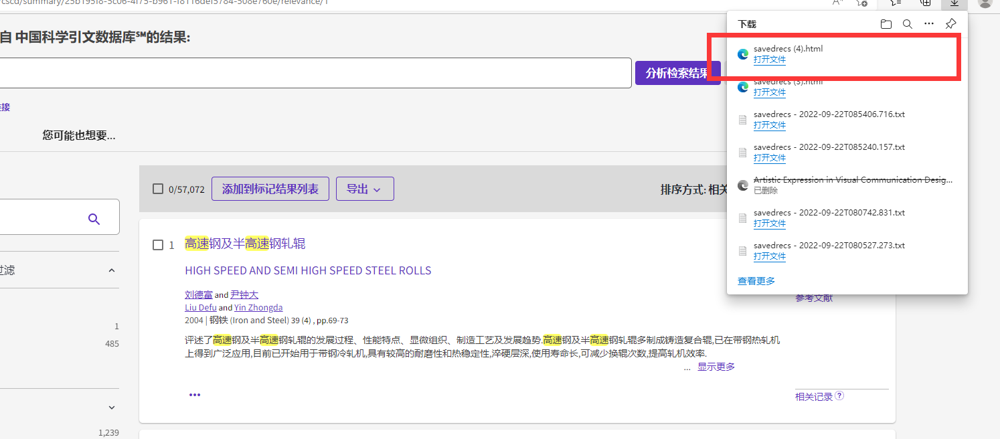 cscd/summary/25b195f8-5c06-4f75-b961-f8116def5784-508e760e/relevance/1
自 中国科学引文数据库℠的结果:
分析检索结果
接
您可能也想要...
0/57,072
添加到标记结果列表
导出
排序方式: 相关
过滤
1
485
1,239
1
高速钢及半高速钢轧辊
HIGH SPEED AND SEMI HIGH SPEED STEEL ROLLS
刘德富 and 尹钟大
Liu Defu and Yin Zhongda
2004 | 钢铁 (Iron and Steel) 39 (4) , pp.69-73
评述了高速钢及半高速钢轧辊的发展过程、性能特点、显微组织、制造工艺及发展趋势.高速钢及半高速钢轧辊多制成铸造复合辊,已在带钢热轧机
上得到广泛应用,目前已开始用于带钢冷轧机,具有较高的耐磨性和热稳定性,淬硬层深,使用寿命长,可减少换辊次数,提高轧机效率.
... 显示更多
参考文献
相关记录 ?
下载
savedrecs (4).html
打开文件
savedrecs (3).html
打开文件
savedrecs - 2022-09-22T085406.716.txt
打开文件
savedrecs - 2022-09-22T085240.157.txt
打开文件
Artistic Expression in Visual Communication Desig...
已删除
savedrecs - 2022-09-22T080742.831.txt
打开文件
savedrecs - 2022-09-22T080527.273.txt
打开文件
查看更多